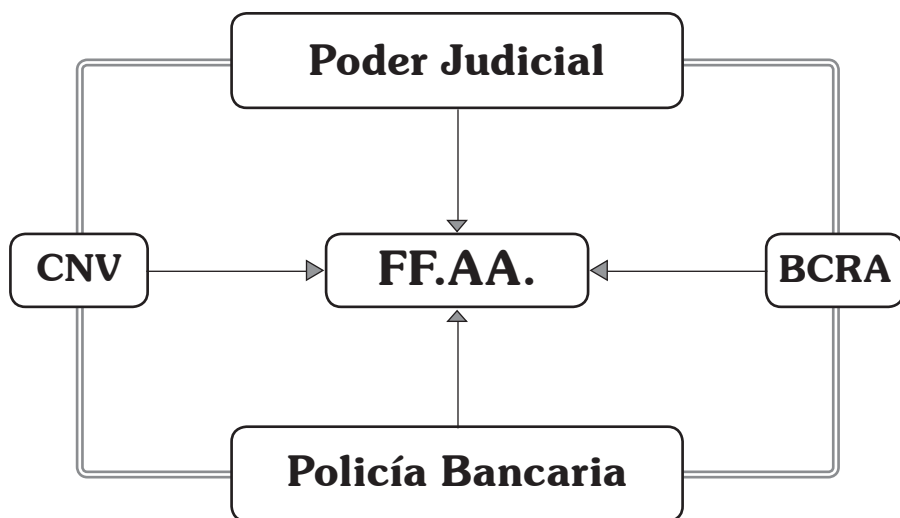 Poder Judicial
CNV
FF.AA.
BCRA
Policía Bancaria